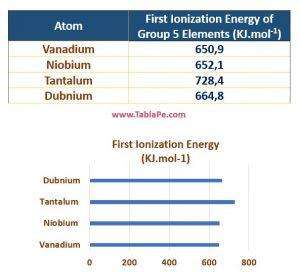 Atom First Ionization Energy of
Group 5 Elements (KJ.mol-1)
Vanadium 650,9
Niobium 652,1
Tantalum 728,4
Dubnium 664,8
www.TablaPe.com
First Ionization Energy
(KJ.mol-1)
Dubnium
Tantalum
Niobium
Vanadium
0 200 400 600 800